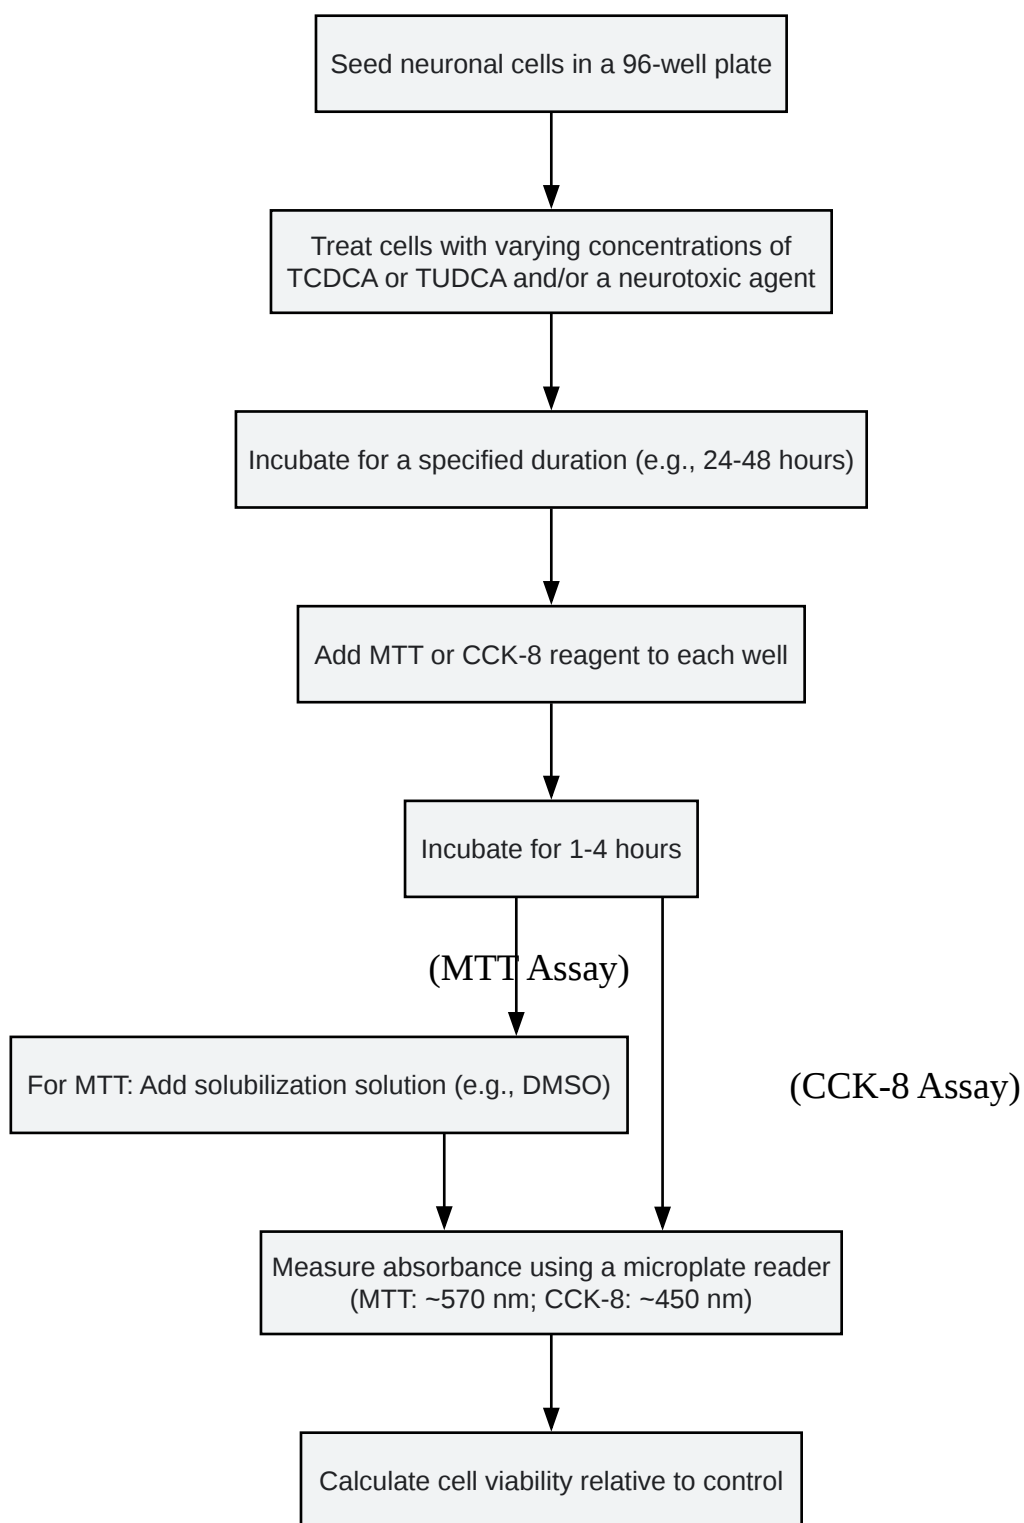 Seed neuronal cells in a 96-well plate
Treat cells with varying concentrations of
TCDCA or TUDCA and/or a neurotoxic agent
Incubate for a specified duration (e.g., 24-48 hours)
Add MTT or CCK-8 reagent to each well
Incubate for 1-4 hours
(MTT Assay)
For MTT: Add solubilization solution (e.g., DMSO)
(CCK-8 Assay)
Measure absorbance using a microplate reader
(MTT: ~570 nm; CCK-8: ~450 nm)
Calculate cell viability relative to control